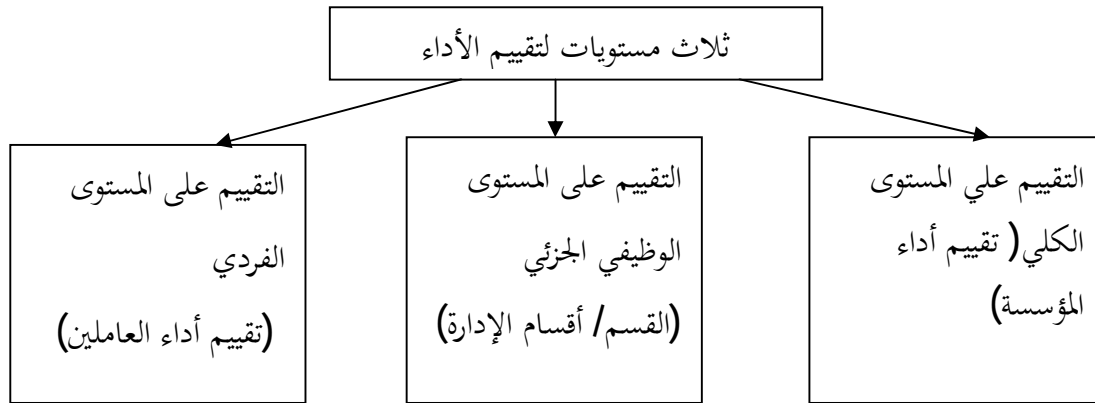 ثلاث مستويات لتقييم الأداء
التقييم علي المستوى
الكلي( تقييم أداء
المؤسسة)
التقييم على المستوى
الوظيفي الجزئي
(القسم/ أقسام الإدارة)
التقييم على المستوى
الفردي
(تقييم أداء العاملين)